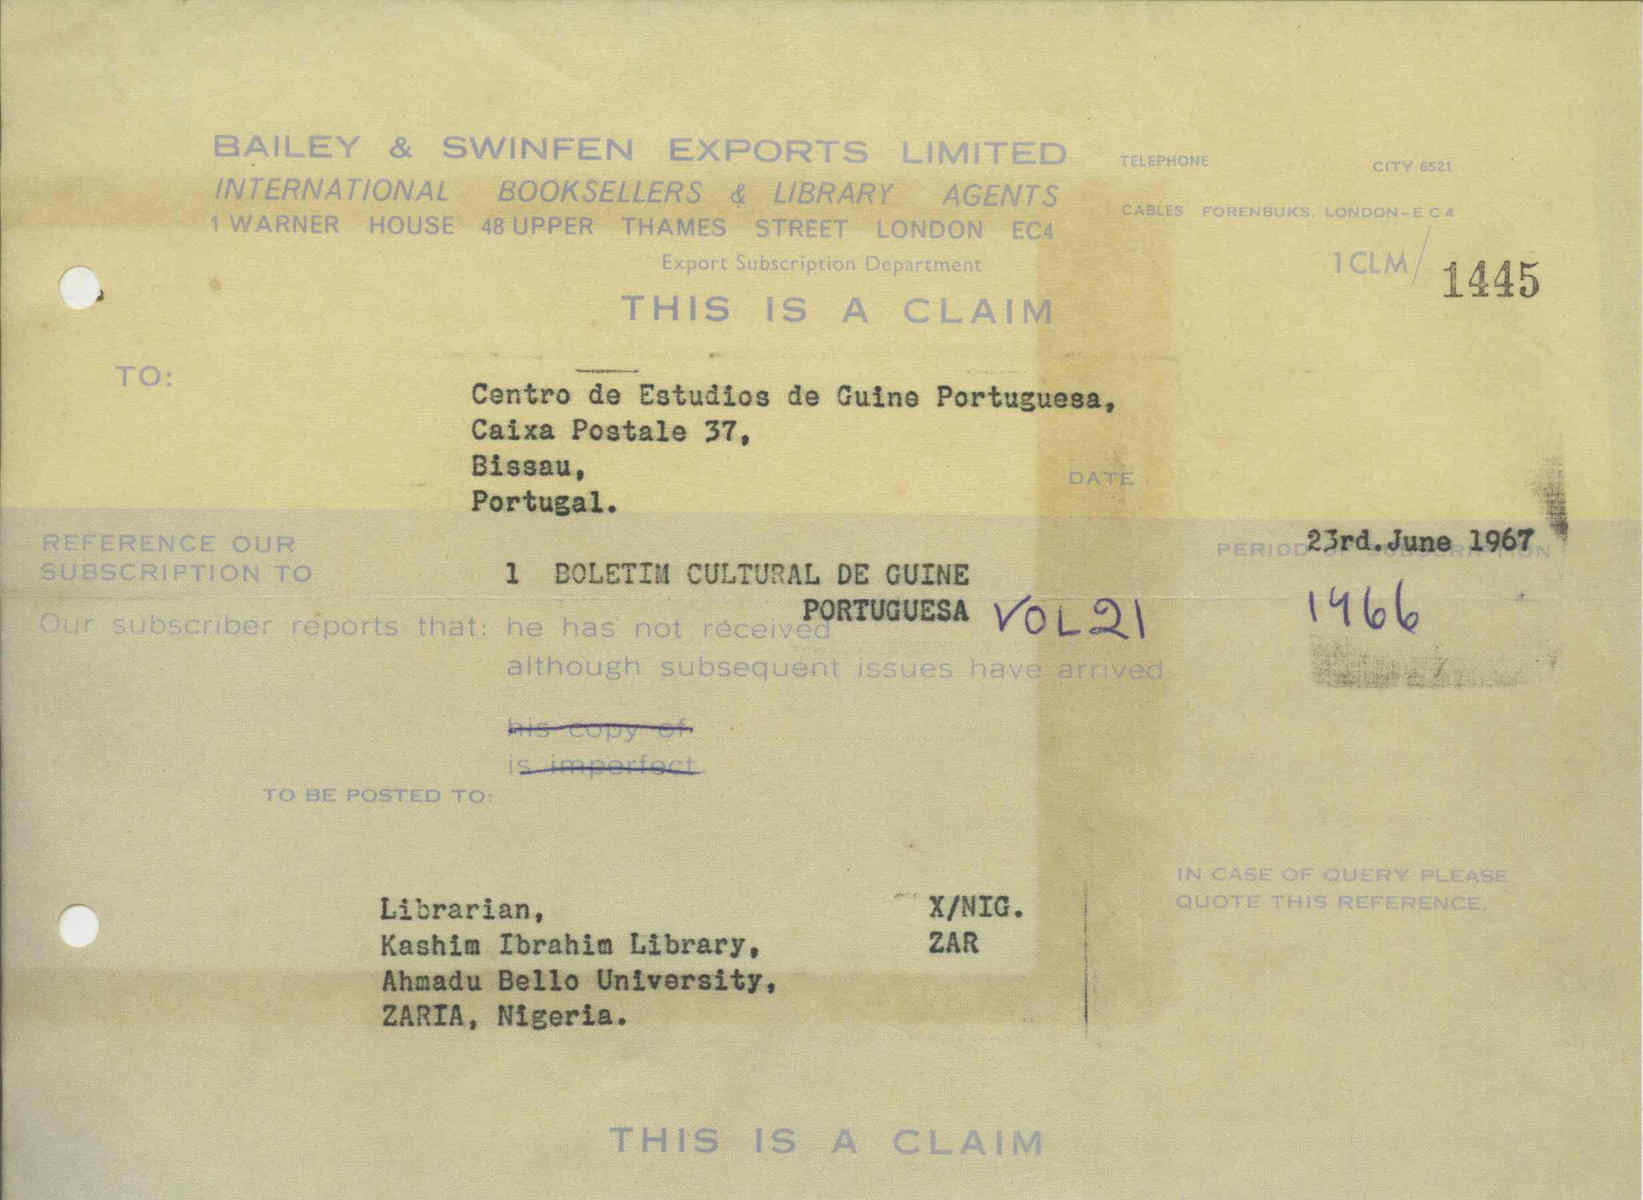 BAILEY & SWINFEN EXPORTS LIMITED
INTERNATIONAL BOOKSELLERS & LIBRARY AGENTS
1 WARNER HOUSE 48 UPPER THAMES STREET LONDON EC4
Export Subscription Department
TELEPHONE CITY 6521
CABLES FORENBUKS, LONDON-E C 4
1CLM/ 1445
THIS IS A CLAIM
TO:
Centro de Estudios de Guine Portuguesa,
Caixa Postale 37,
Bissau,
Portugal.
DATE
23rd.June 1967
REFERENCE OUR
SUBSCRIPTION TO
1 BOLETIM CULTURAL DE GUINE
PORTUGUESA VOL 21
PERIOD
1966
Our subscriber reports that: he has not received
although subsequent issues have arrived
his copy of
is imperfect
TO BE POSTED TO:
Librarian,
Kashim Ibrahim Library,
Ahmadu Bello University,
ZARIA, Nigeria.
X/NIG.
ZAR
IN CASE OF QUERY PLEASE
QUOTE THIS REFERENCE.
THIS IS A CLAIM